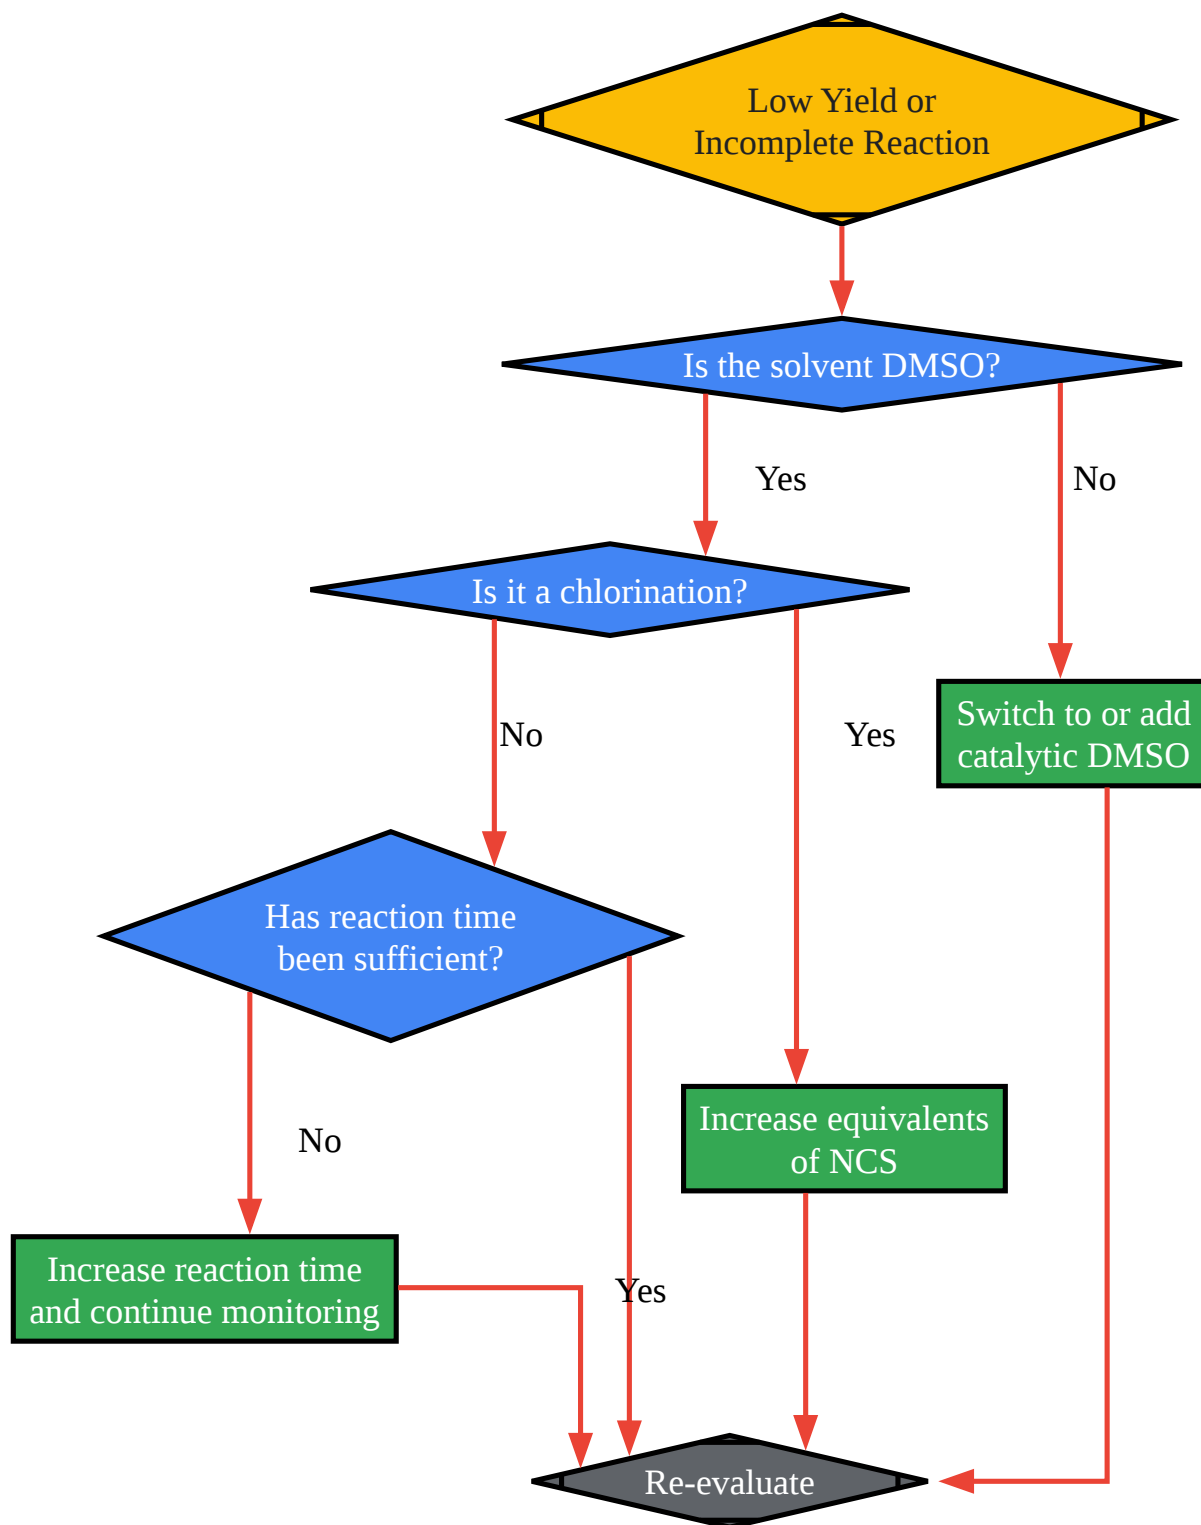 Low Yield or
Incomplete Reaction
Is the solvent DMSO?
Yes
No
Is it a chlorination?
Switch to or add
catalytic DMSO
No
Yes
Has reaction time
been sufficient?
Increase equivalents
of NCS
No
Increase reaction time
and continue monitoring
Yes
Re-evaluate